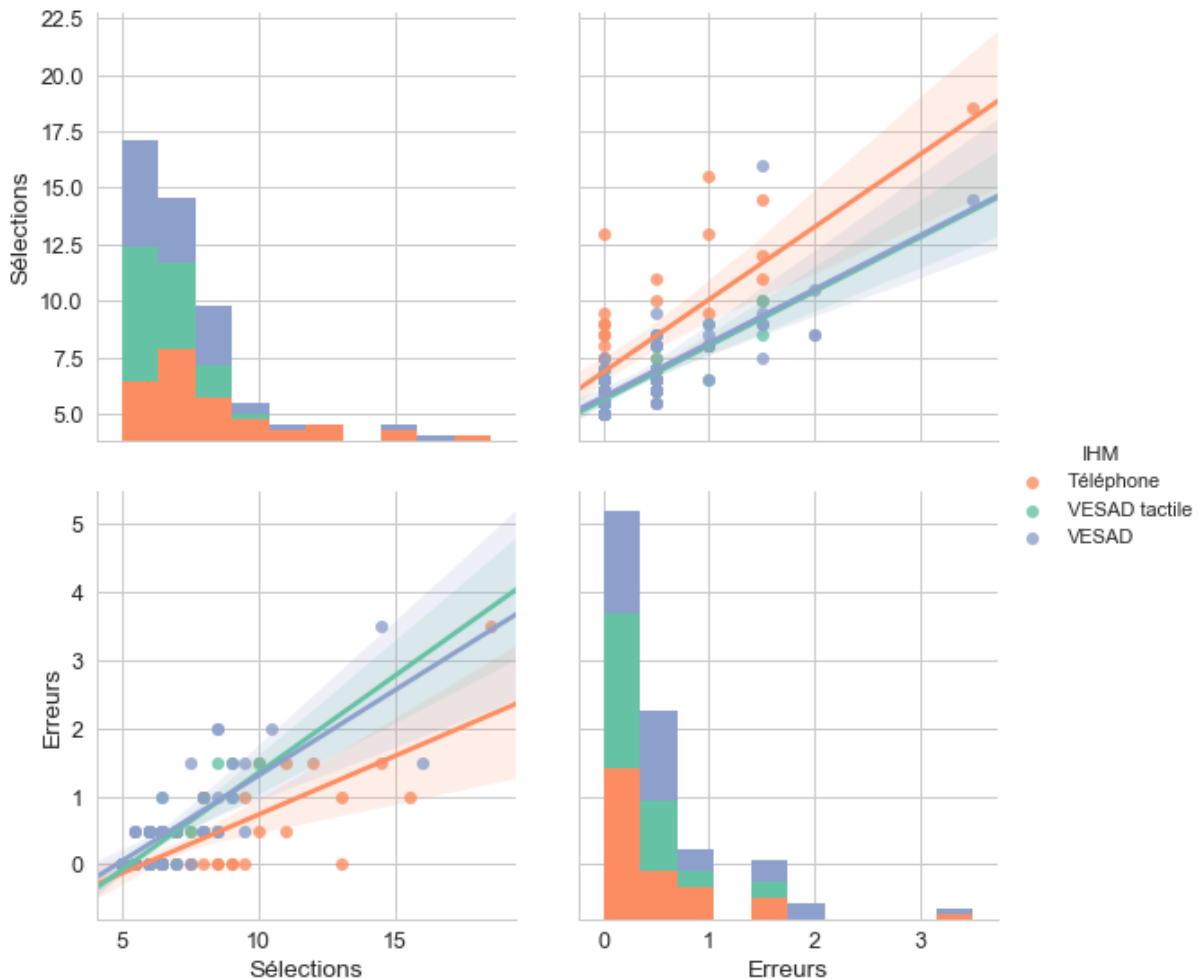 22.5
20.0
17.5
15.0
12.5
10.0
7.5
5.0
Sélections
IHM
Téléphone
VESAD tactile
VESAD
5
4
3
2
1
0
Erreurs
5 10 15
Sélections
0 1 2 3
Erreurs